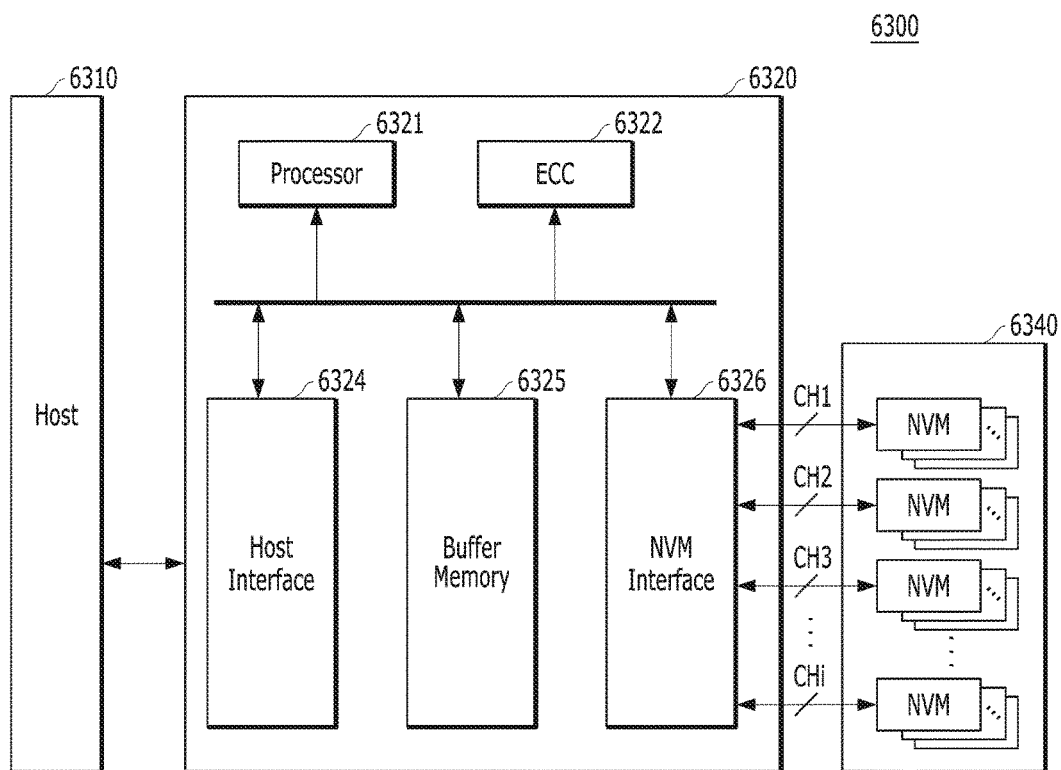 6300
6310
6320
6321
6322
Processor
ECC
6340
6324
6325
6326
CH1
Host
NVM
CH2
NVM
Host
Interface
Buffer
Memory
NVM
Interface
CH3
NVM
CHi
NVM